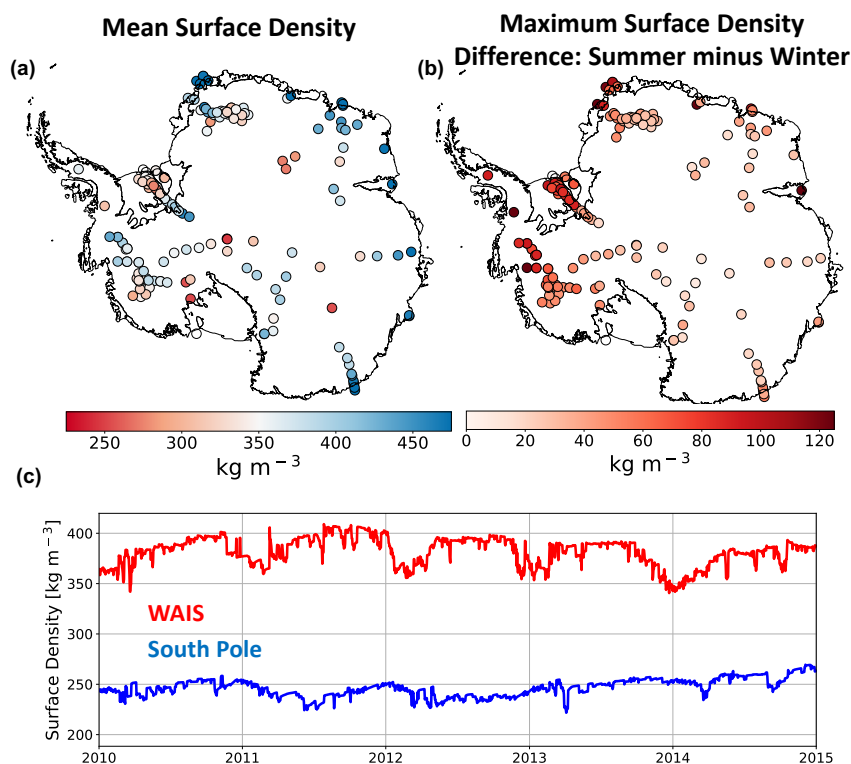 Mean Surface Density
Maximum Surface Density
Difference: Summer minus Winter
(a)
(b)
250 300 350 400 450
kg m⁻³
0 20 40 60 80 100 120
kg m⁻³
(c)
Surface Density [kg m⁻³]
400
350
300
250
200
WAIS
South Pole
2010 2011 2012 2013 2014 2015